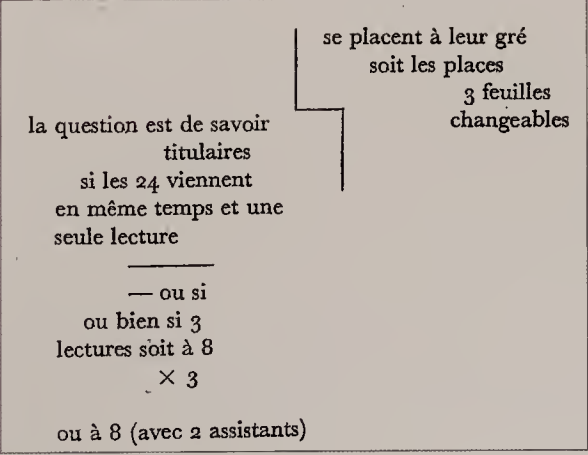 se placent à leur gré
soit les places
3 feuilles
changeables
la question est de savoir
titulaires
si les 24 viennent
en même temps et une
seule lecture
— ou si
ou bien si 3
lectures soit à 8
× 3
ou à 8 (avec 2 assistants)